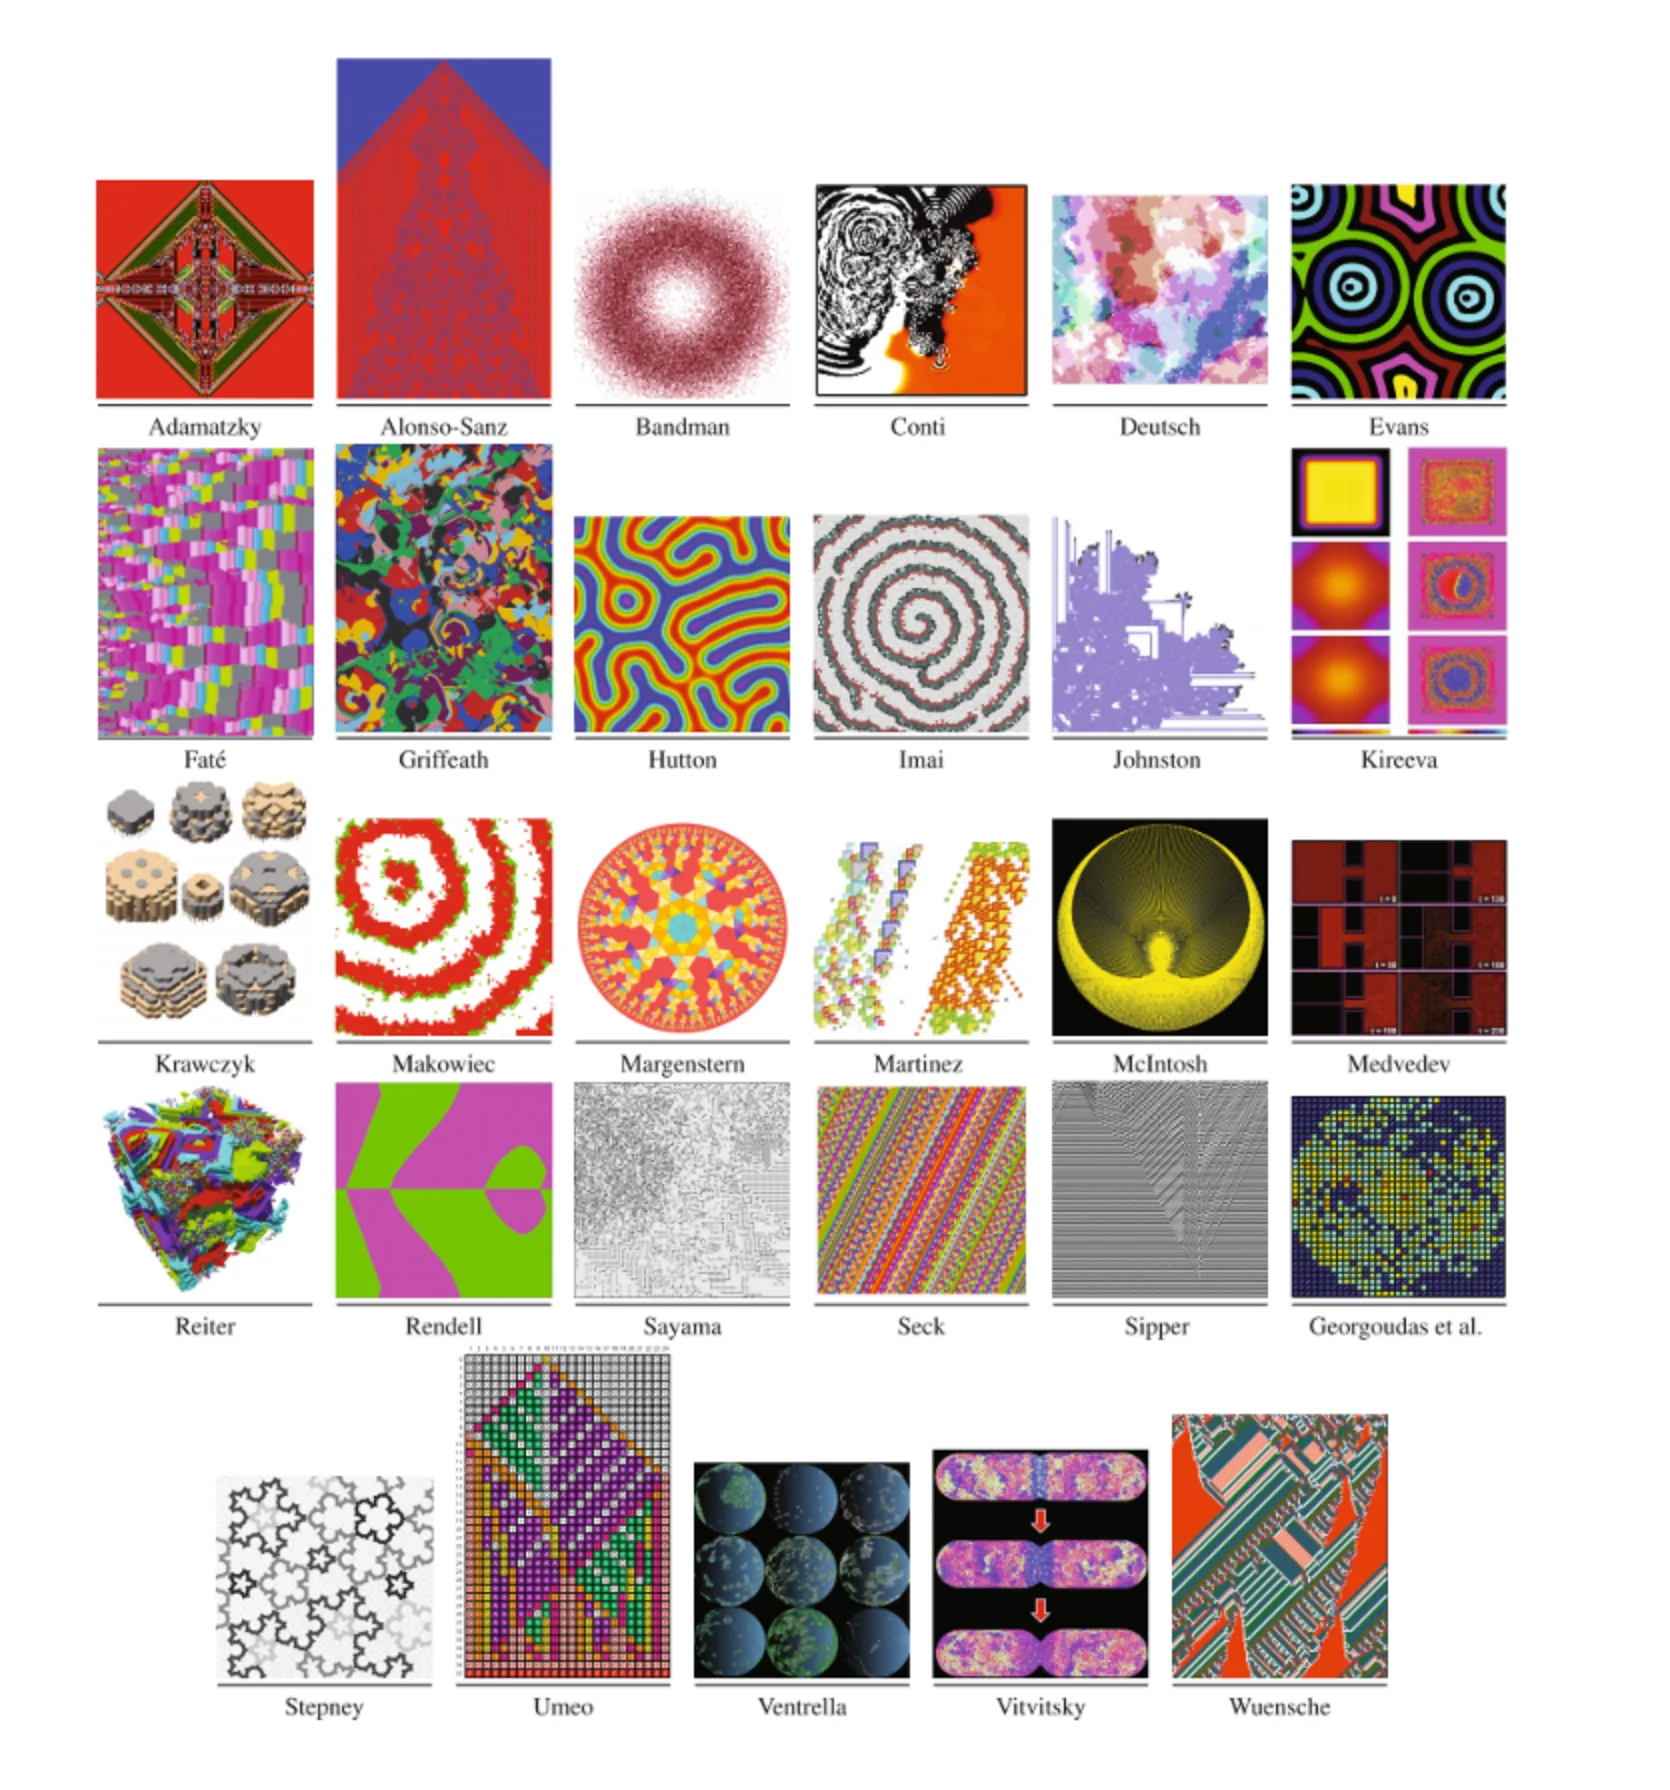 Adamatzky
Alonso-Sanz
Bandman
Conti
Deutsch
Evans
Faté
Griffeath
Hutton
Imai
Johnston
Kireeva
Krawczyk
Makowiec
Margenstern
Martinez
McIntosh
Medvedev
Reiter
Rendell
Sayama
Seck
Sipper
Georgoudas et al.
Stepney
Umeo
Ventrella
Vitvitsky
Wuensche